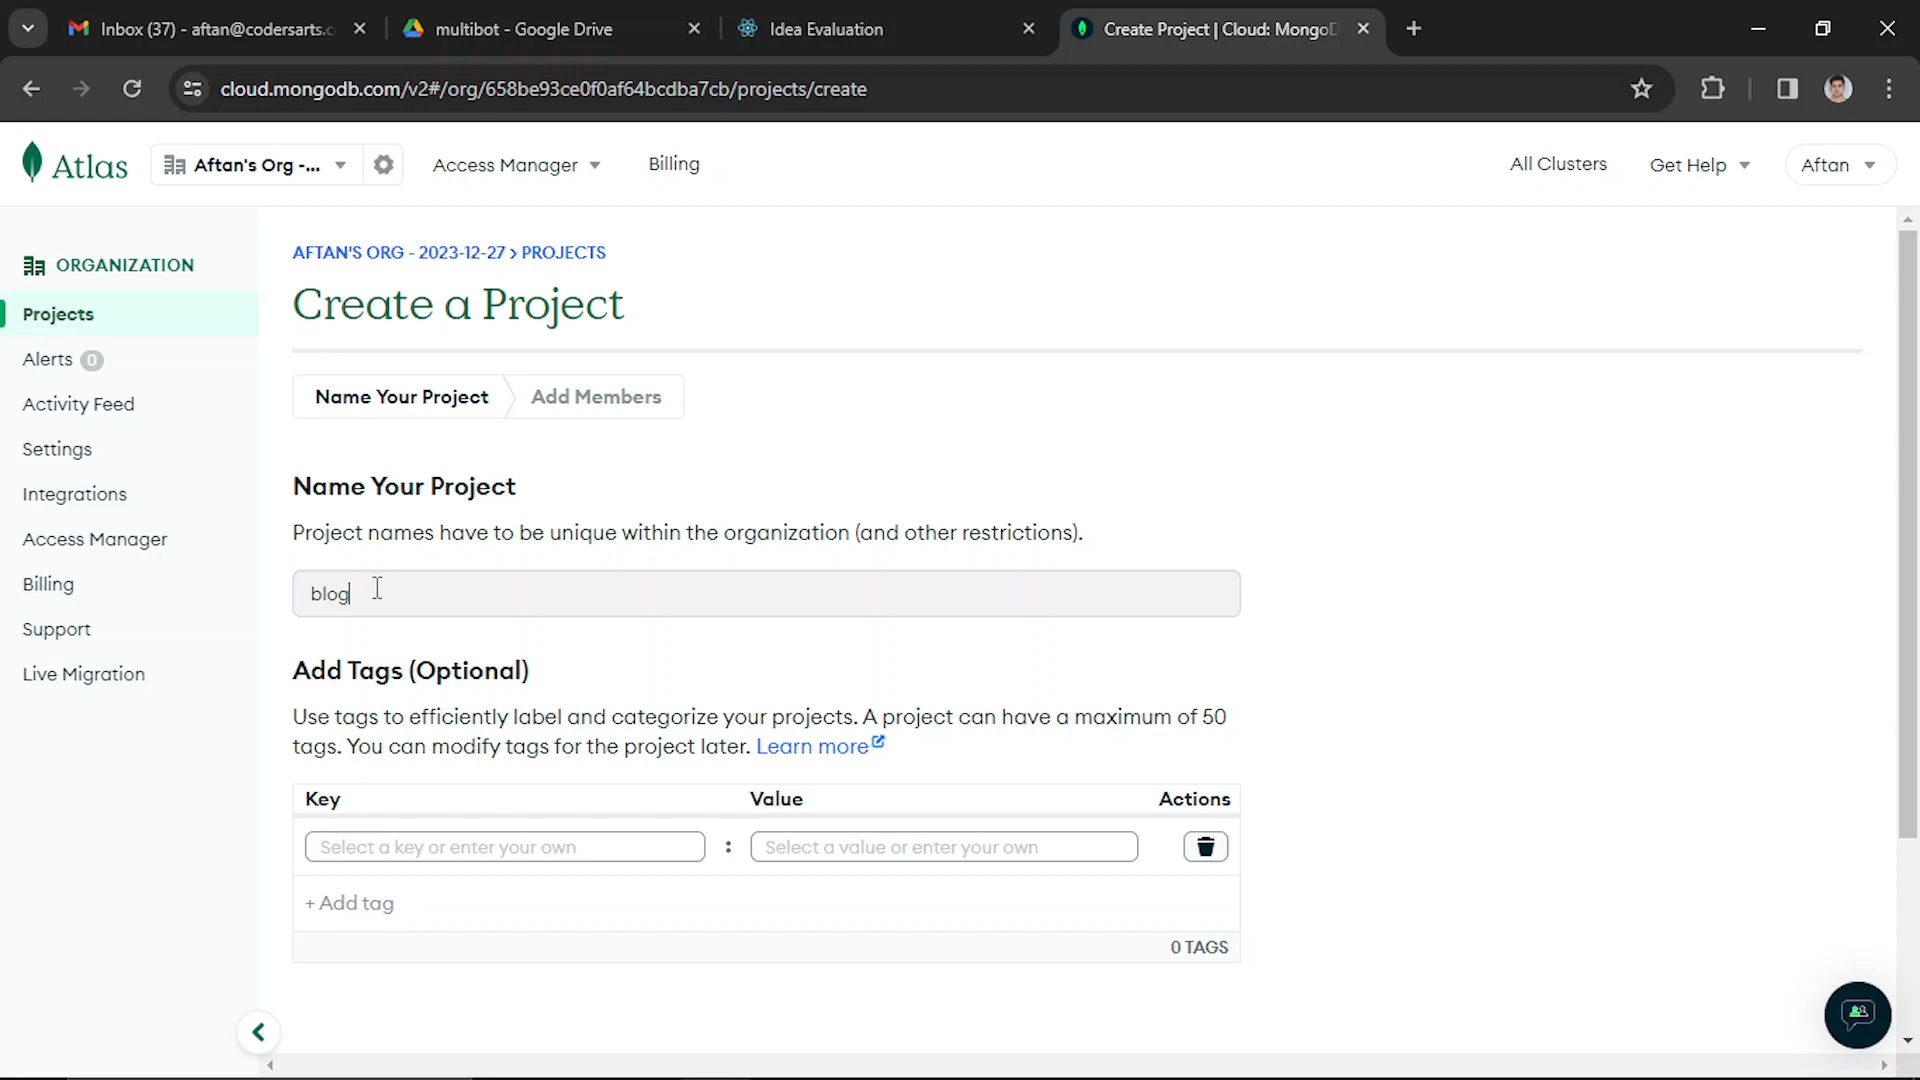 Inbox (37) - aftan@codersarts.c
multibot - Google Drive
Idea Evaluation
Create Project | Cloud: MongoD
cloud.mongodb.com/v2#/org/658be93ce0f0af64bcdba7cb/projects/create
Atlas
Aftan's Org -...
Access Manager
Billing
All Clusters
Get Help
Aftan
ORGANIZATION
Projects
Alerts 0
Activity Feed
Settings
Integrations
Access Manager
Billing
Support
Live Migration
AFTAN'S ORG - 2023-12-27 > PROJECTS
Create a Project
Name Your Project
Add Members
Name Your Project
Project names have to be unique within the organization (and other restrictions).
blog
Add Tags (Optional)
Use tags to efficiently label and categorize your projects. A project can have a maximum of 50
tags. You can modify tags for the project later. Learn more
Key Value Actions
Select a key or enter your own : Select a value or enter your own
+ Add tag
0 TAGS